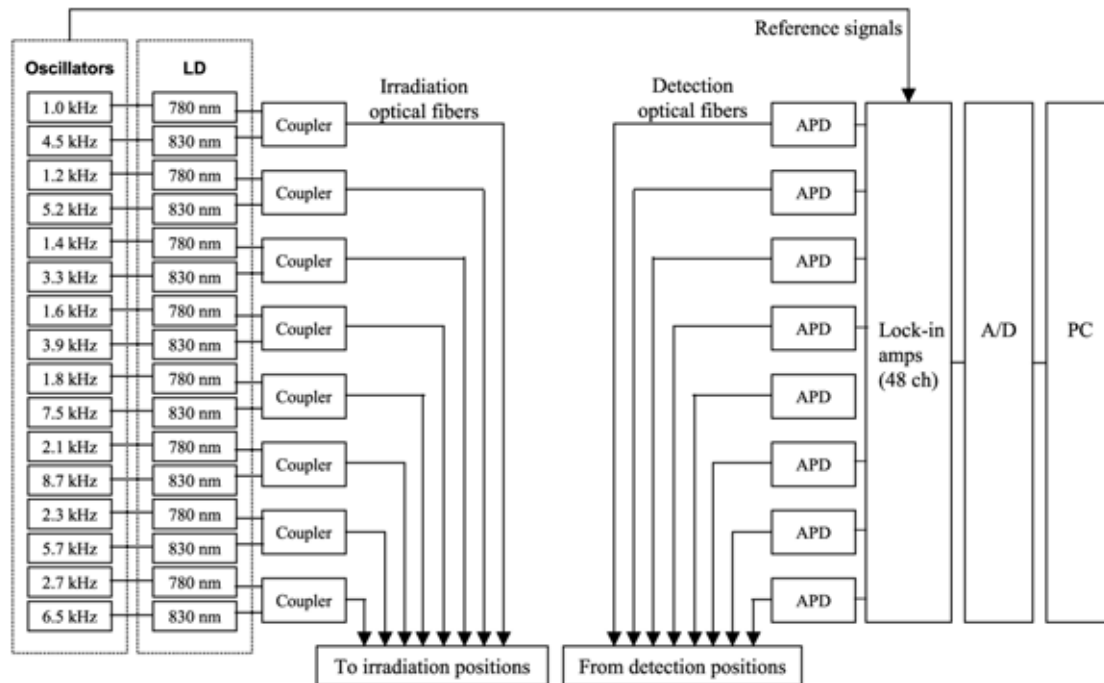 Reference signals
Oscillators
LD
1.0 kHz
4.5 kHz
1.2 kHz
5.2 kHz
1.4 kHz
3.3 kHz
1.6 kHz
3.9 kHz
1.8 kHz
7.5 kHz
2.1 kHz
8.7 kHz
2.3 kHz
5.7 kHz
2.7 kHz
6.5 kHz
780 nm
830 nm
780 nm
830 nm
780 nm
830 nm
780 nm
830 nm
780 nm
830 nm
780 nm
830 nm
780 nm
830 nm
780 nm
830 nm
Coupler
Coupler
Coupler
Coupler
Coupler
Coupler
Coupler
Coupler
Irradiation
optical fibers
To irradiation positions
Detection
optical fibers
From detection positions
APD
APD
APD
APD
APD
APD
APD
APD
Lock-in
amps
(48 ch)
A/D
PC